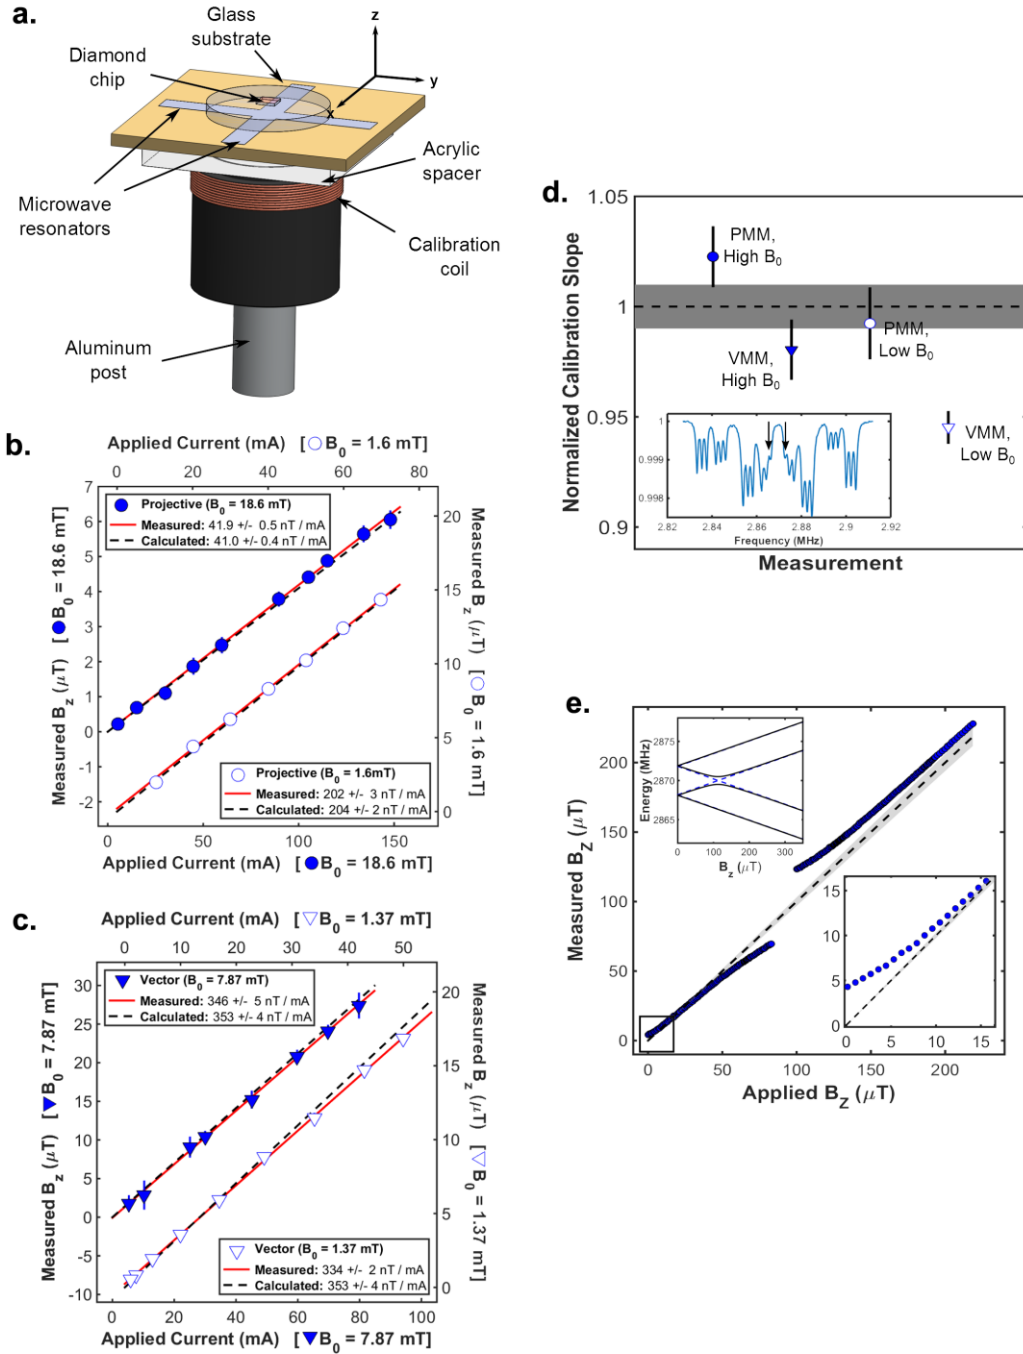 a.
Glass
substrate
Diamond
chip
z
y
x
Acrylic
spacer
Microwave
resonators
Calibration
coil
Aluminum
post
b.
Applied Current (mA) [ ○ B0 = 1.6 mT]
0 20 40 60 80
Measured Bz (μT) [ ● B0 = 18.6 mT]
7
6
5
4
3
2
1
0
-1
-2
Projective (B0 = 18.6 mT)
Measured: 41.9 +/- 0.5 nT / mA
Calculated: 41.0 +/- 0.4 nT / mA
Projective (B0 = 1.6mT)
Measured: 202 +/- 3 nT / mA
Calculated: 204 +/- 2 nT / mA
20
15
10
5
0
Measured Bz (μT) [ ○ B0 = 1.6 mT]
0 50 100 150
Applied Current (mA) [ ● B0 = 18.6 mT]
c.
Applied Current (mA) [ ▽ B0 = 1.37 mT]
0 10 20 30 40 50
Measured Bz (μT) [ ▼ B0 = 7.87 mT]
30
25
20
15
10
5
0
-5
-10
Vector (B0 = 7.87 mT)
Measured: 346 +/- 5 nT / mA
Calculated: 353 +/- 4 nT / mA
Vector (B0 = 1.37 mT)
Measured: 334 +/- 2 nT / mA
Calculated: 353 +/- 4 nT / mA
20
15
10
5
0
Measured Bz (μT) [ ▽ B0 = 1.37 mT]
0 20 40 60 80 100
Applied Current (mA) [ ▼ B0 = 7.87 mT]
d.
Normalized Calibration Slope
1.05
1
0.95
0.9
PMM,
High B0
VMM,
High B0
PMM,
Low B0
VMM,
Low B0
1
0.999
0.998
2.82 2.84 2.86 2.88 2.9 2.92
Frequency (MHz)
Measurement
e.
Measured BZ (μT)
200
150
100
50
0
Energy (MHz)
2875
2870
2865
0 100 200 300
Bz (μT)
15
10
5
0
0 5 10 15
0 50 100 150 200
Applied BZ (μT)